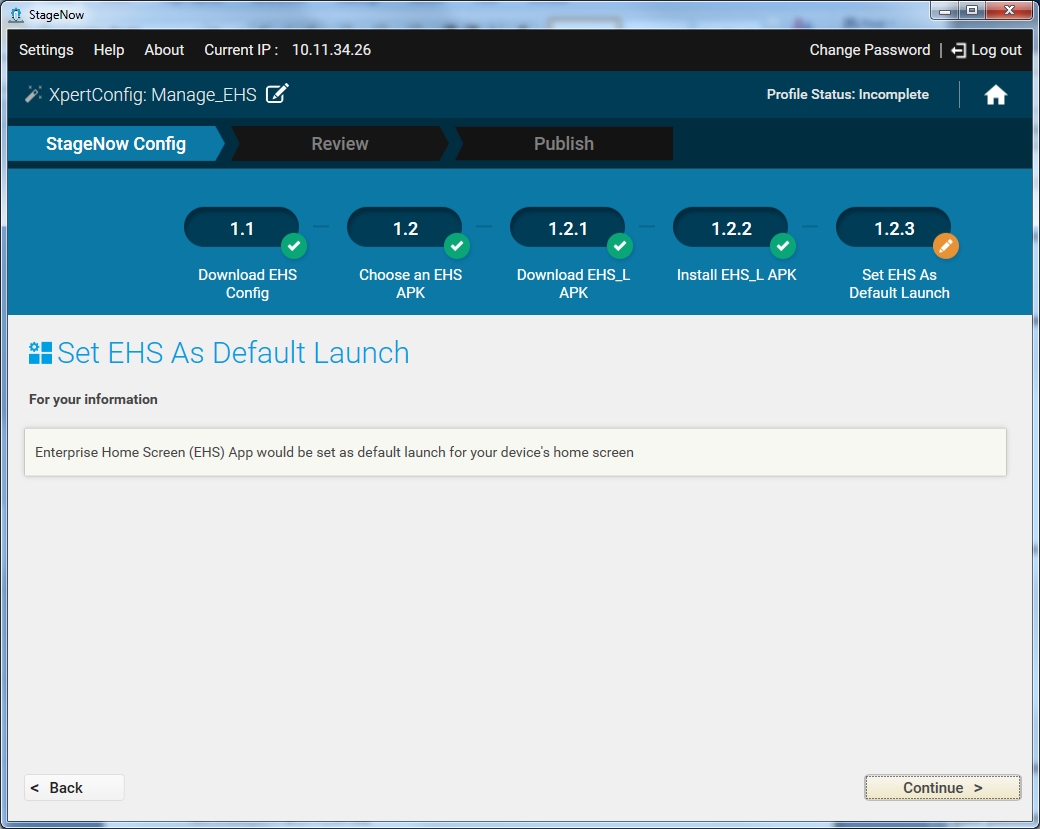 StageNow
Settings Help About Current IP : 10.11.34.26 Change Password | Log out
XpertConfig: Manage_EHS Profile Status: Incomplete
StageNow Config Review Publish
1.1 1.2 1.2.1 1.2.2 1.2.3
Download EHS Config
Choose an EHS APK
Download EHS_L APK
Install EHS_L APK
Set EHS As Default Launch
Set EHS As Default Launch
For your information
Enterprise Home Screen (EHS) App would be set as default launch for your device's home screen
< Back Continue >